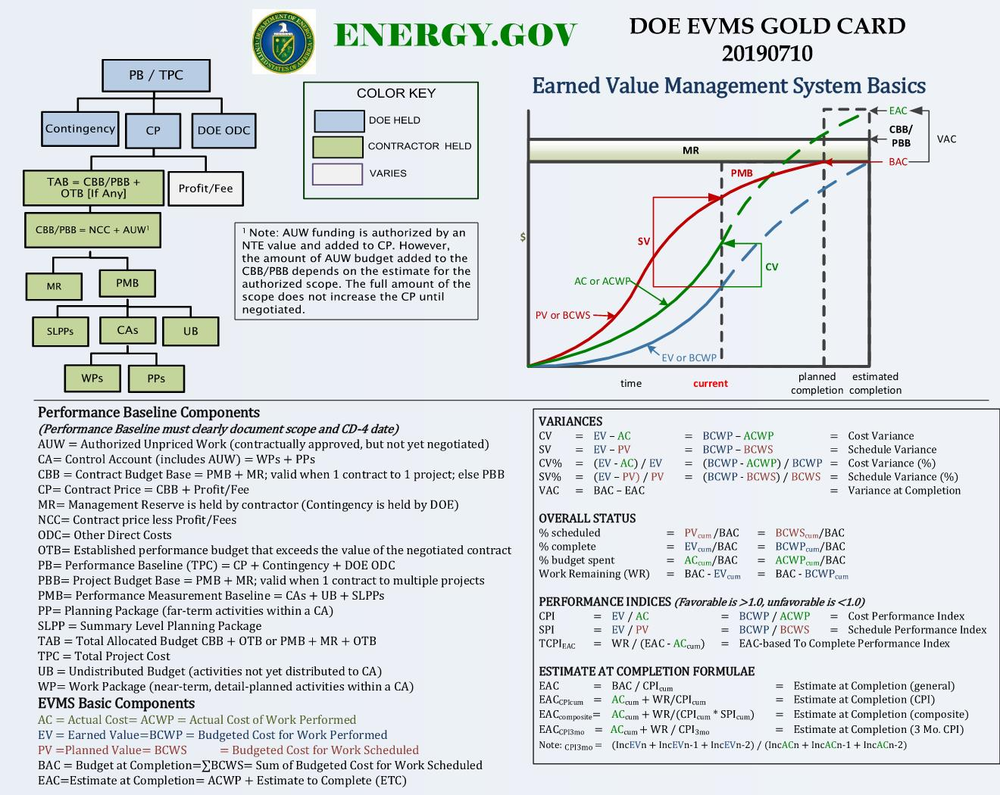 ENERGY.GOV
DOE EVMS GOLD CARD
20190710
PB / TPC
Contingency
CP
DOE ODC
TAB = CBB/PBB +
OTB [If Any]
Profit/Fee
CBB/PBB = NCC + AUW¹
MR
PMB
SLPPs
CAs
UB
WPs
PPs
COLOR KEY
DOE HELD
CONTRACTOR HELD
VARIES
¹ Note: AUW funding is authorized by an
NTE value and added to CP. However,
the amount of AUW budget added to the
CBB/PBB depends on the estimate for the
authorized scope. The full amount of the
scope does not increase the CP until
negotiated.
Earned Value Management System Basics
EAC
CBB/
PBB
VAC
MR
BAC
PMB
$
SV
CV
AC or ACWP
PV or BCWS
EV or BCWP
time
current
planned
completion
estimated
completion
Performance Baseline Components
(Performance Baseline must clearly document scope and CD-4 date)
AUW = Authorized Unpriced Work (contractually approved, but not yet negotiated)
CA= Control Account (includes AUW) = WPs + PPs
CBB = Contract Budget Base = PMB + MR; valid when 1 contract to 1 project; else PBB
CP= Contract Price = CBB + Profit/Fee
MR= Management Reserve is held by contractor (Contingency is held by DOE)
NCC= Contract price less Profit/Fees
ODC= Other Direct Costs
OTB= Established performance budget that exceeds the value of the negotiated contract
PB= Performance Baseline (TPC) = CP + Contingency + DOE ODC
PBB= Project Budget Base = PMB + MR; valid when 1 contract to multiple projects
PMB= Performance Measurement Baseline = CAs + UB + SLPPs
PP= Planning Package (far-term activities within a CA)
SLPP = Summary Level Planning Package
TAB = Total Allocated Budget CBB + OTB or PMB + MR + OTB
TPC = Total Project Cost
UB = Undistributed Budget (activities not yet distributed to CA)
WP= Work Package (near-term, detail-planned activities within a CA)
EVMS Basic Components
AC = Actual Cost= ACWP = Actual Cost of Work Performed
EV = Earned Value=BCWP = Budgeted Cost for Work Performed
PV =Planned Value= BCWS = Budgeted Cost for Work Scheduled
BAC = Budget at Completion=∑BCWS= Sum of Budgeted Cost for Work Scheduled
EAC=Estimate at Completion= ACWP + Estimate to Complete (ETC)
VARIANCES
CV = EV – AC = BCWP – ACWP = Cost Variance
SV = EV – PV = BCWP – BCWS = Schedule Variance
CV% = (EV - AC) / EV = (BCWP - ACWP) / BCWP = Cost Variance (%)
SV% = (EV – PV) / PV = (BCWP - BCWS) / BCWS = Schedule Variance (%)
VAC = BAC – EAC = Variance at Completion
OVERALL STATUS
% scheduled = PVcum /BAC = BCWScum/BAC
% complete = EVcum/BAC = BCWPcum/BAC
% budget spent = ACcum/BAC = ACWPcum/BAC
Work Remaining (WR) = BAC - EVcum = BAC - BCWPcum
PERFORMANCE INDICES (Favorable is >1.0, unfavorable is <1.0)
CPI = EV / AC = BCWP / ACWP = Cost Performance Index
SPI = EV / PV = BCWP / BCWS = Schedule Performance Index
TCPIEAC = WR / (EAC - ACcum) = EAC-based To Complete Performance Index
ESTIMATE AT COMPLETION FORMULAE
EAC = BAC / CPIcum = Estimate at Completion (general)
EACCPIcum = ACcum + WR/CPIcum = Estimate at Completion (CPI)
EACcomposite= ACcum + WR/(CPIcum * SPIcum) = Estimate at Completion (composite)
EACCPI3mo = ACcum + WR / CPI3mo = Estimate at Completion (3 Mo. CPI)
Note: CPI3mo = (IncEVn + IncEVn-1 + IncEVn-2) / (IncACn + IncACn-1 + IncACn-2)